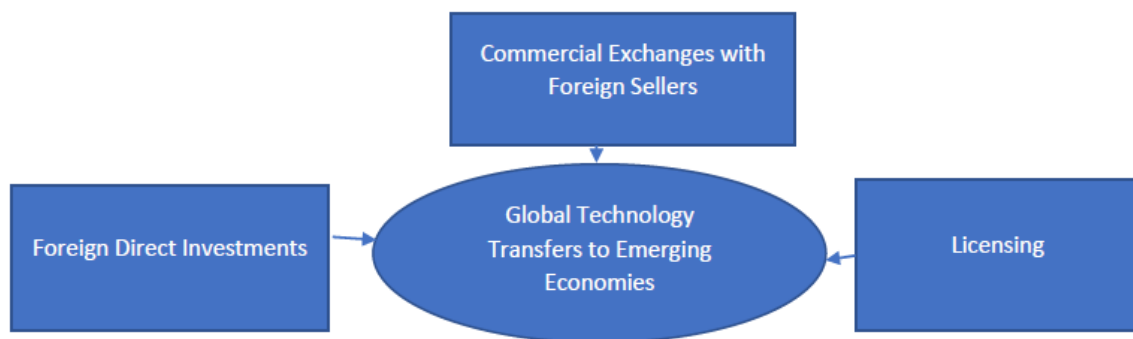 Commercial Exchanges with
Foreign Sellers
Foreign Direct Investments
Global Technology
Transfers to Emerging
Economies
Licensing